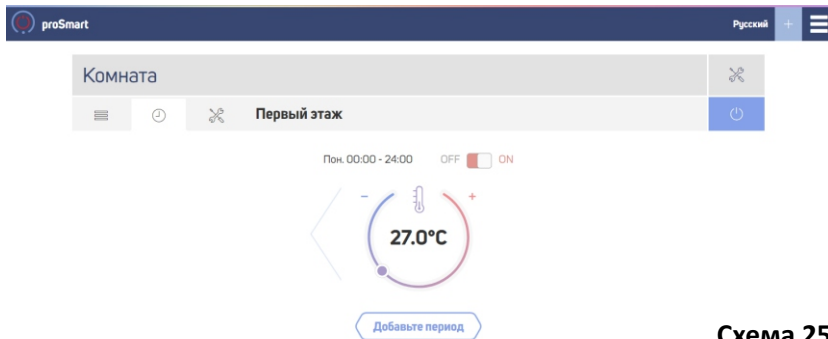 proSmart Русский +
Комната
Первый этаж
Пон. 00:00 - 24:00 OFF ON
- +
27.0°C
Добавьте период
Схема 25